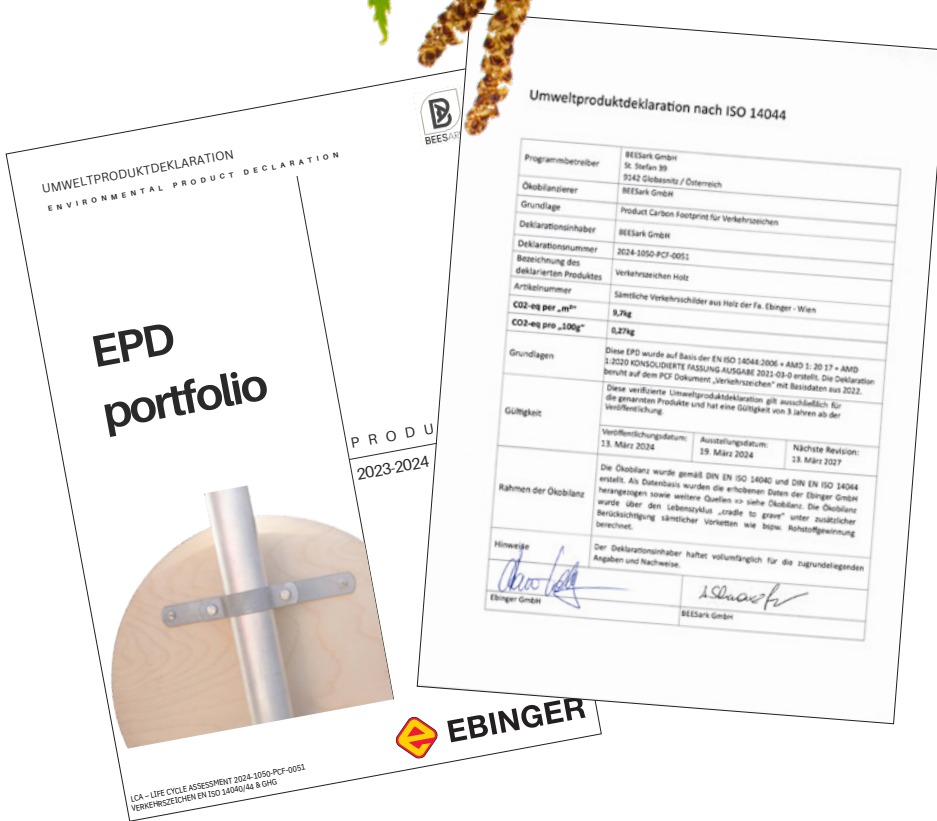 UMWELTPRODUKTDEKLARATION
ENVIRONMENTAL PRODUCT DECLARATION
BEESAR
EPD
portfolio
PRODU
2023-2024
EBINGER
LCA – LIFE CYCLE ASSESSMENT 2024-1050-PCF-0051
VERKEHRSZEICHEN EN ISO 14040/44 & GHG
Umweltproduktdeklaration nach ISO 14044
Programmbetreiber
BEESark GmbH
St. Stefan 39
9142 Globasnitz / Österreich
Ökobilanzierer
BEESark GmbH
Grundlage
Product Carbon Footprint für Verkehrszeichen
Deklarationsinhaber
BEESark GmbH
Deklarationsnummer
2024-1050-PCF-0051
Bezeichnung des
deklarierten Produktes
Verkehrszeichen Holz
Artikelnummer
Sämtliche Verkehrsschilder aus Holz der Fa. Ebinger - Wien
C02-eq per „m²"
9,7kg
CO2-eq pro „100g"
0,27kg
Grundlagen
Diese EPD wurde auf Basis der EN ISO 14044:2006 + AMD 1: 20 17 + AMD
1:2020 KONSOLIDIERTE FASSUNG AUSGABE 2021-03-0 erstellt. Die Deklaration
beruht auf dem PCF Dokument „Verkehrszeichen" mit Basisdaten aus 2022.
Gültigkeit
Diese verifizierte Umweltproduktdeklaration gilt ausschließlich für
die genannten Produkte und hat eine Gültigkeit von 3 Jahren ab der
Veröffentlichung.
Veröffentlichungsdatum:
13. März 2024
Ausstellungsdatum:
19. März 2024
Nächste Revision:
13. März 2027
Rahmen der Ökobilanz
Die Ökobilanz wurde gemäß DIN EN ISO 14040 und DIN EN ISO 14044
erstellt. Als Datenbasis wurden die erhobenen Daten der Ebinger GmbH
herangezogen sowie weitere Quellen => siehe Ökobilanz. Die Ökobilanz
wurde über den Lebenszyklus „cradle to grave" unter zusätzlicher
Berücksichtigung sämtlicher Vorketten wie bspw. Rohstoffgewinnung
berechnet.
Hinweise
Der Deklarationsinhaber haftet vollumfänglich für die zugrundeliegenden
Angaben und Nachweise.
Ebinger GmbH
BEESark GmbH